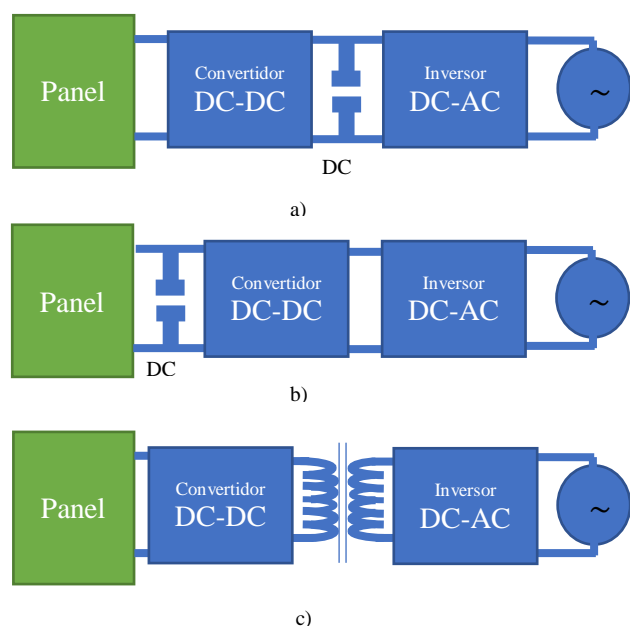 Panel
Convertidor
DC-DC
Inversor
DC-AC
~
DC
a)
Panel
Convertidor
DC-DC
Inversor
DC-AC
~
DC
b)
Panel
Convertidor
DC-DC
Inversor
DC-AC
~
c)